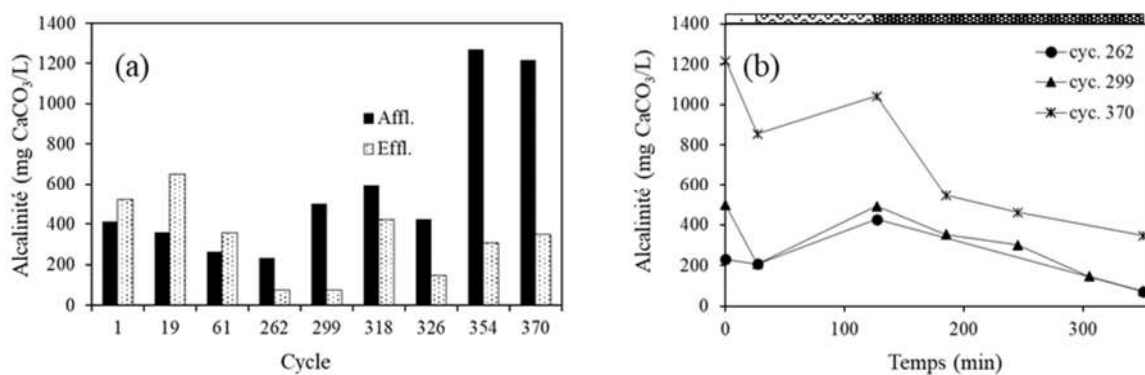 1400
1200
1000
800
600
400
200
0
Alcalinité (mg CaCO3/L)
(a)
Affl.
Effl.
1 19 61 262 299 318 326 354 370
Cycle
1400
1200
1000
800
600
400
200
0
Alcalinité (mg CaCO3/L)
(b)
cyc. 262
cyc. 299
cyc. 370
0 100 200 300
Temps (min)